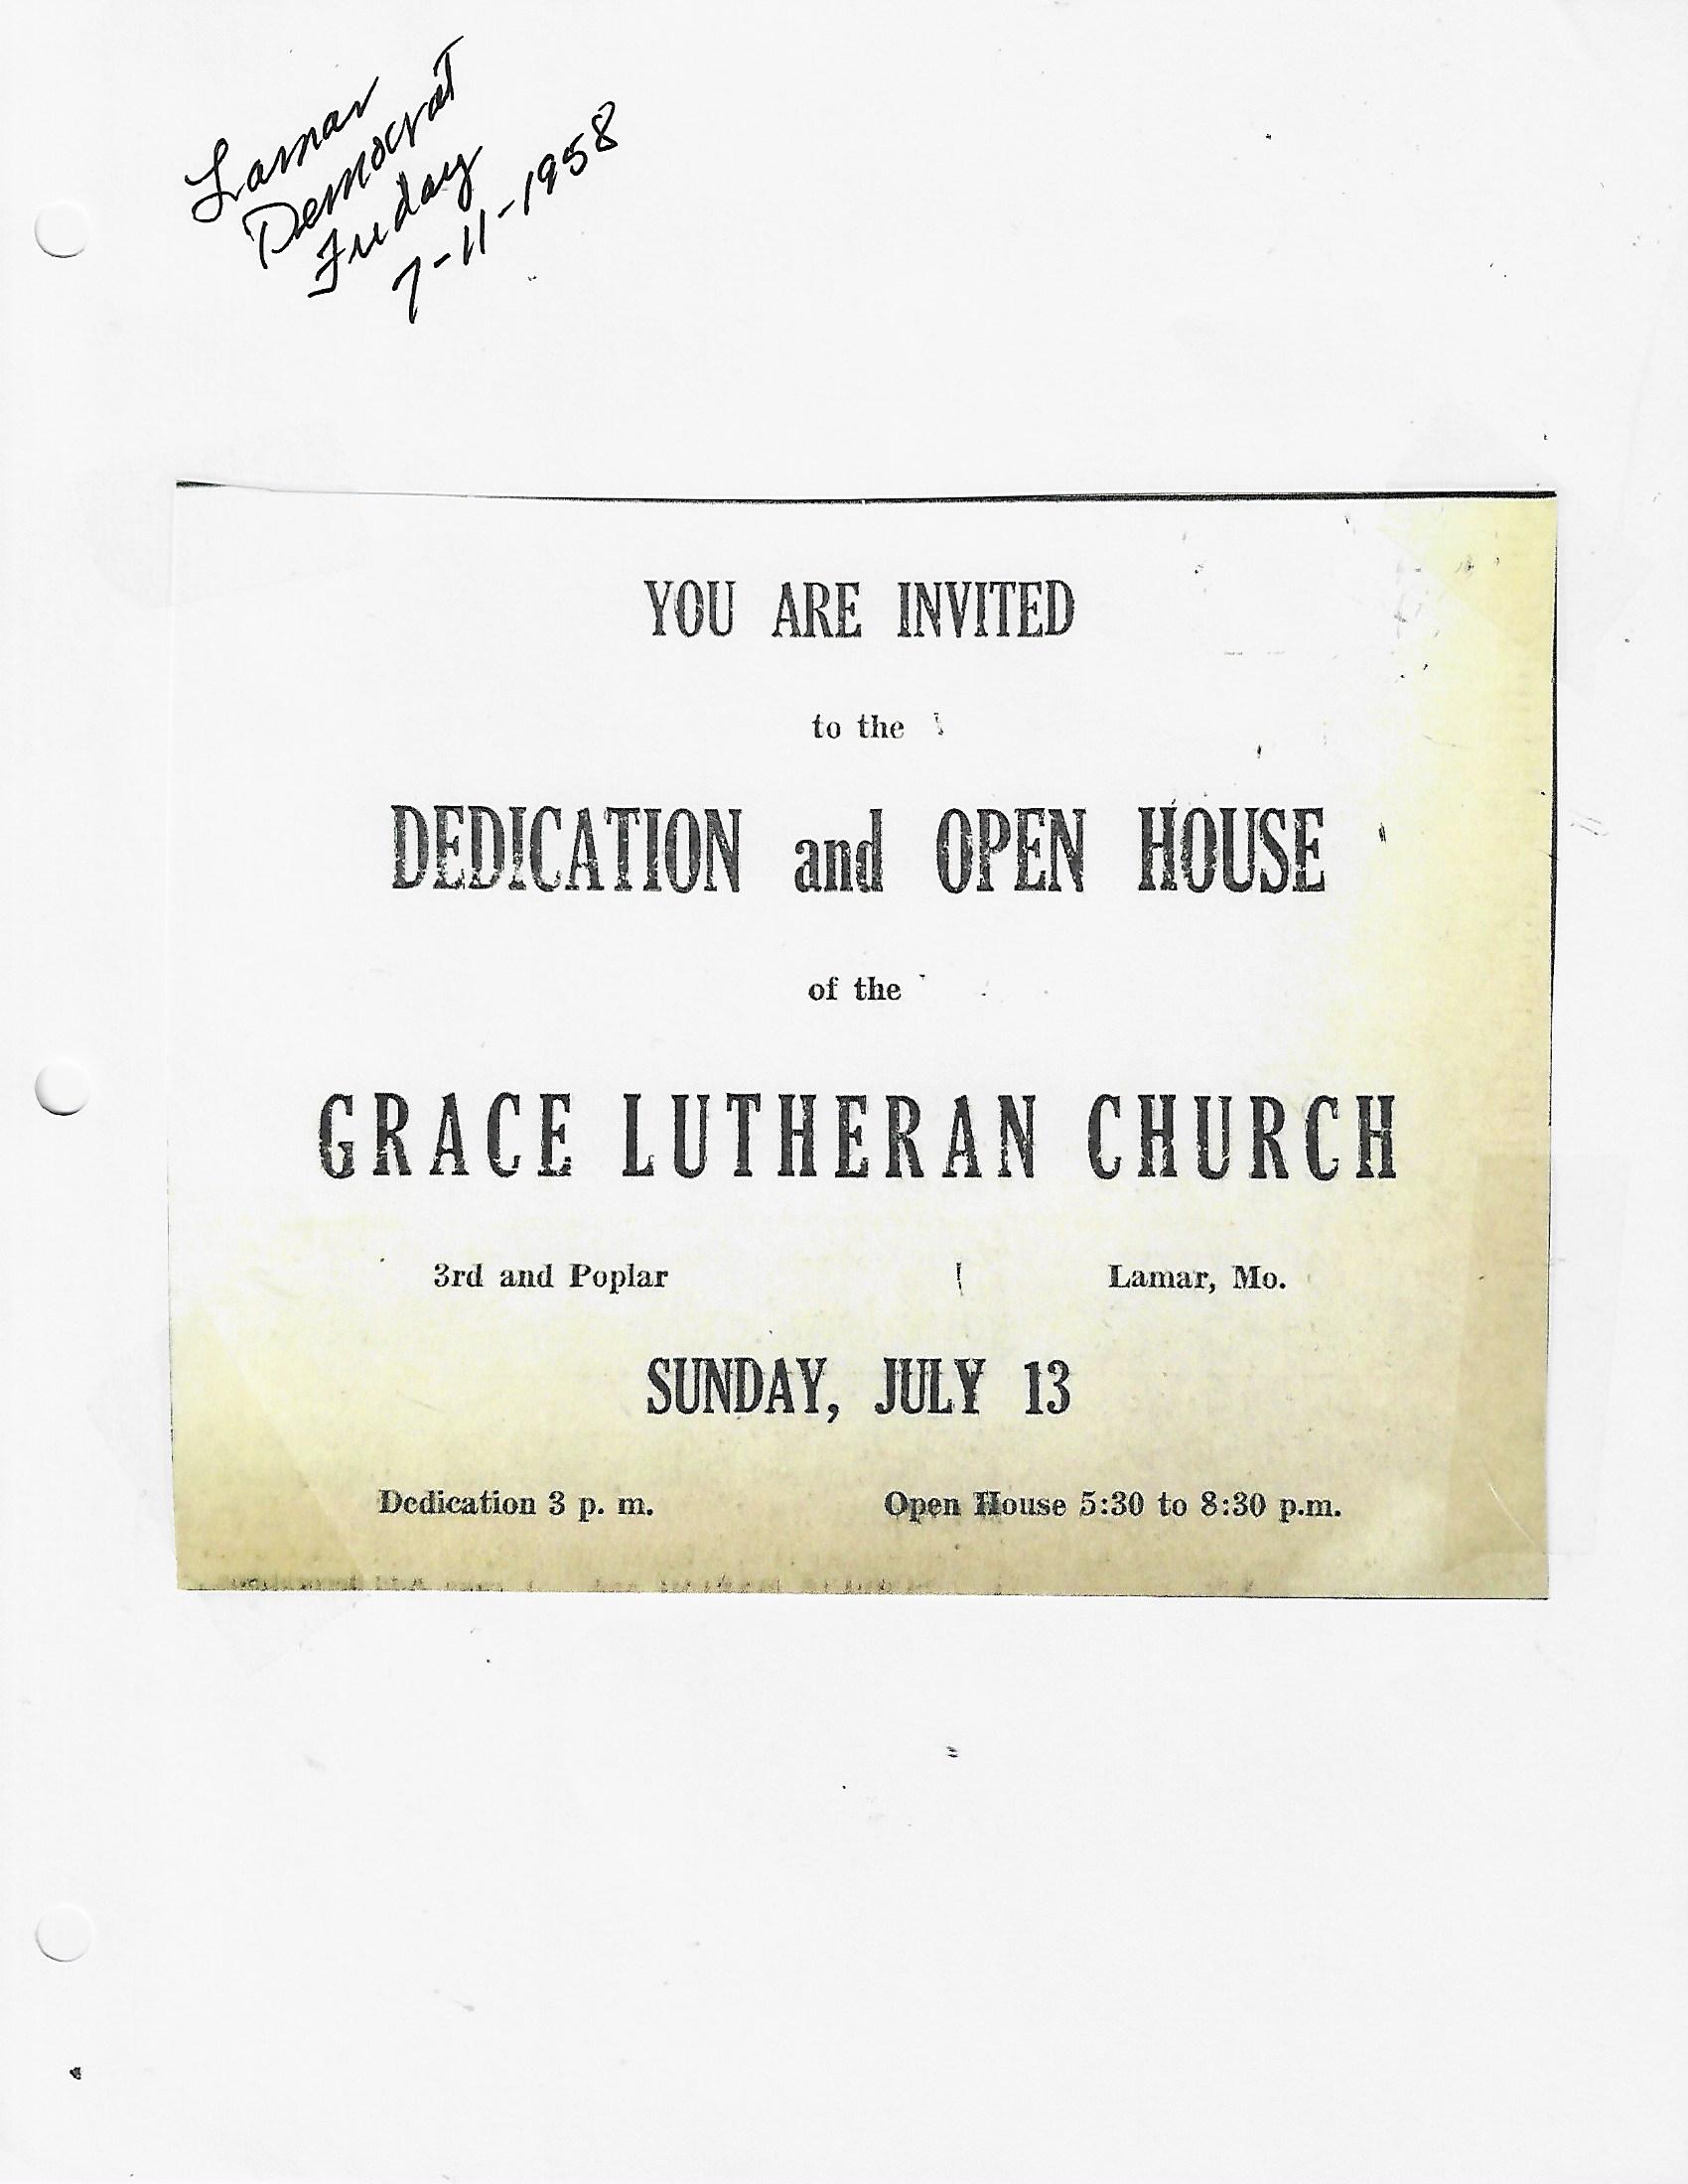 Lamar
Democrat
Friday
7-11-1958
YOU ARE INVITED
to the
DEDICATION and OPEN HOUSE
of the
GRACE LUTHERAN CHURCH
3rd and Poplar Lamar, Mo.
SUNDAY, JULY 13
Dedication 3 p. m. Open House 5:30 to 8:30 p.m.